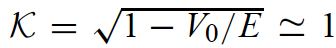 𝒦 = √(1 − V₀/E) ≃ 1